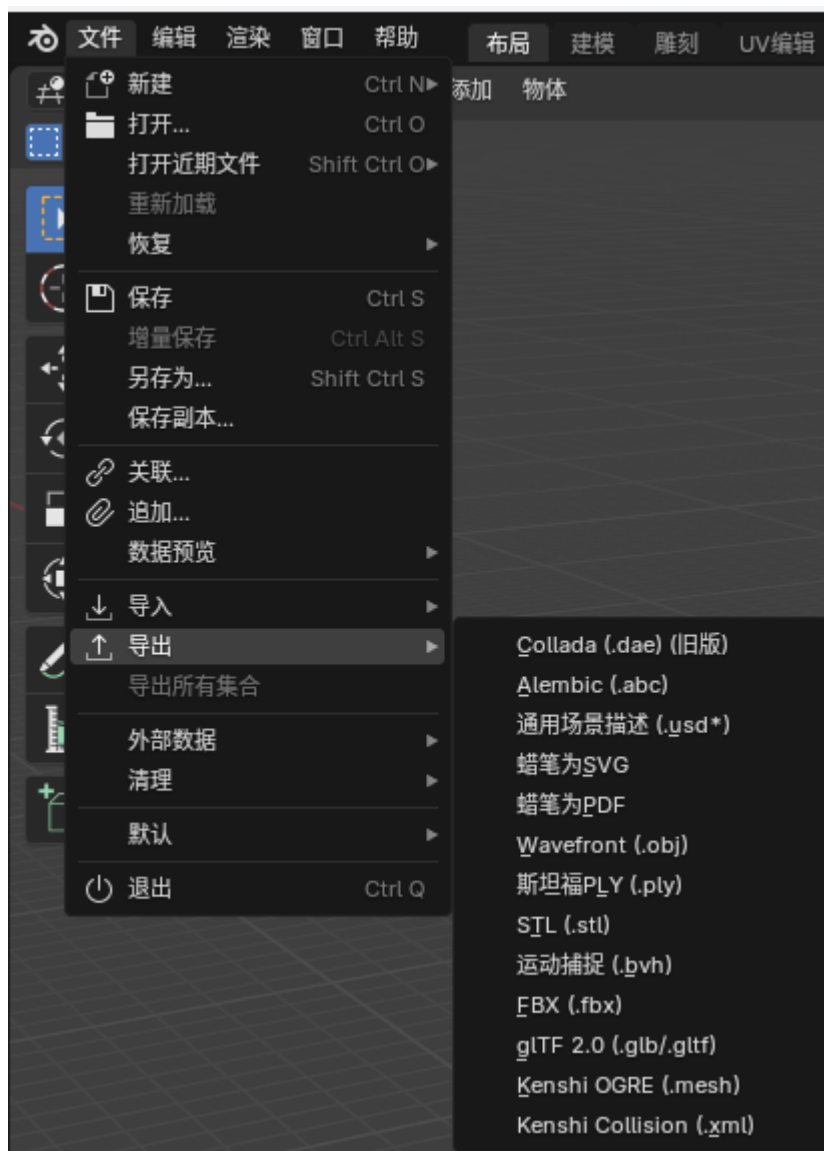 文件 编辑 渲染 窗口 帮助 布局 建模 雕刻 UV编辑
新建 Ctrl N
添加 物体
打开... Ctrl O
打开近期文件 Shift Ctrl O
重新加载
恢复
保存 Ctrl S
增量保存 Ctrl Alt S
另存为... Shift Ctrl S
保存副本...
关联...
追加...
数据预览
导入
导出
导出所有集合
外部数据
清理
默认
退出 Ctrl Q
Collada (.dae) (旧版)
Alembic (.abc)
通用场景描述 (.usd*)
蜡笔为SVG
蜡笔为PDF
Wavefront (.obj)
斯坦福PLY (.ply)
STL (.stl)
运动捕捉 (.bvh)
FBX (.fbx)
glTF 2.0 (.glb/.gltf)
Kenshi OGRE (.mesh)
Kenshi Collision (.xml)